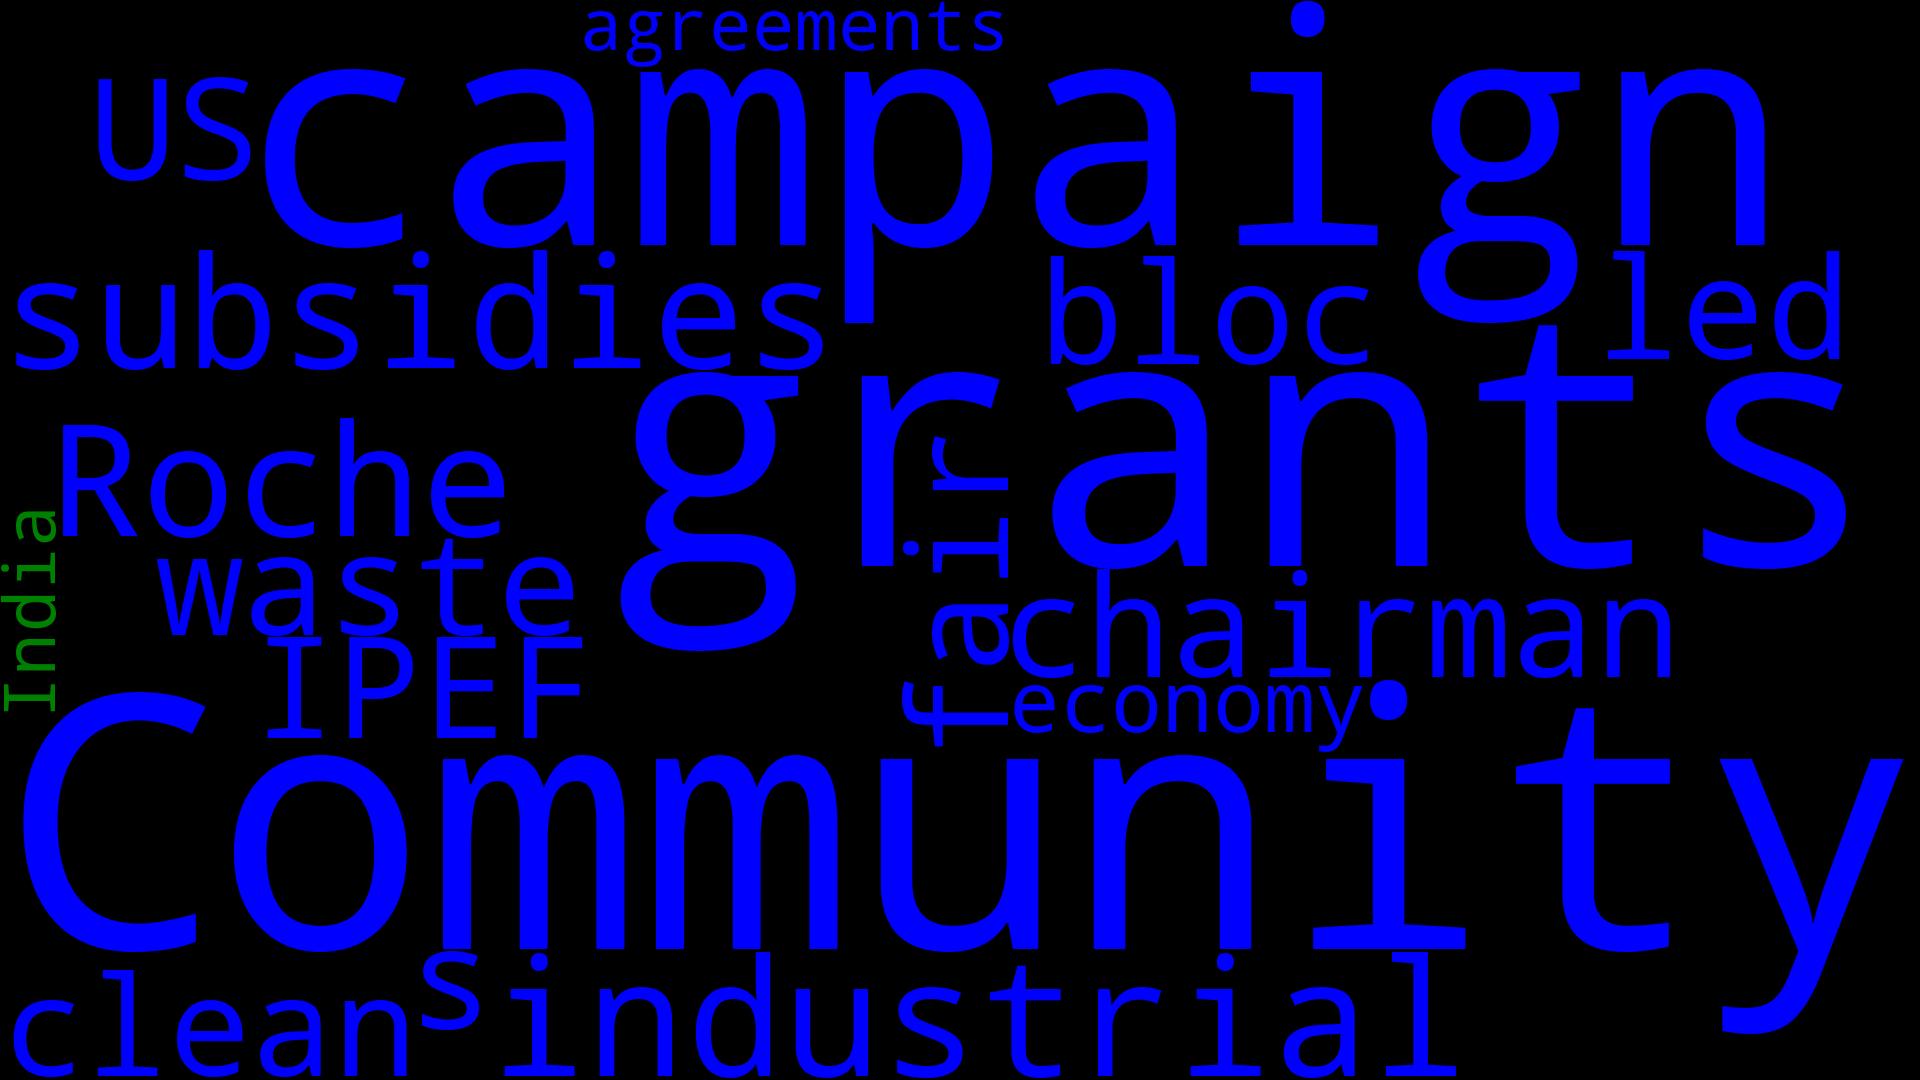 agreements
US
campaign
subsidies
bloc
led
grants
Roche
fair
India
waste
chairman
IPEF
economy
Community
s
clean
industrial